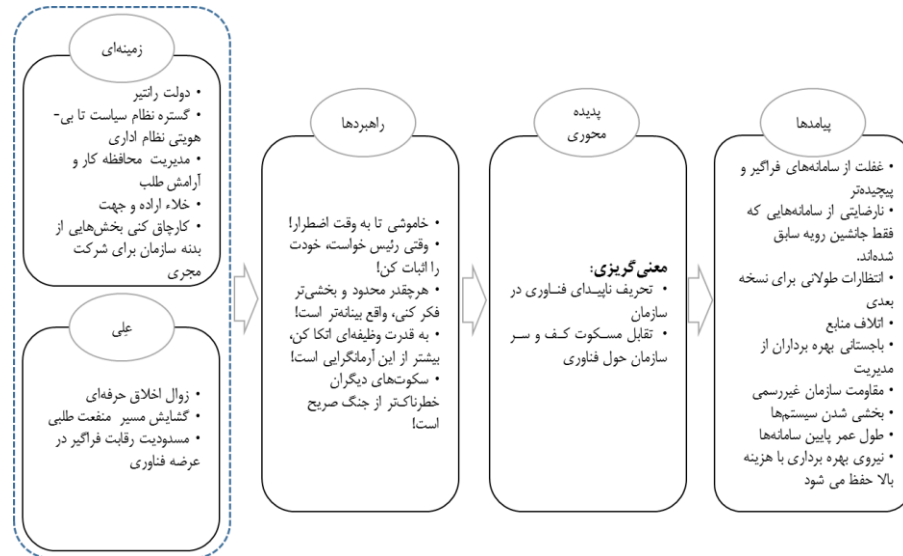 زمینه‌ای
• دولت رانتیر
• گستره نظام سیاست تا بی-
هویتی نظام اداری
• مدیریت محافظه کار و
آرامش طلب
• خلاء اراده و جهت
• کارچاق کنی بخش‌هایی از
بدنه سازمان برای شرکت
مجری
علی
• زوال اخلاق حرفه‌ای
• گشایش مسیر منفعت طلبی
• مسدودیت رقابت فراگیر در
عرضه فناوری
راهبردها
• خاموشی تا به وقت اضطرار!
• وقتی رئیس خواست، خودت
را اثبات کن!
• هرچقدر محدود و بخشی‌تر
فکر کنی، واقع بینانه‌تر است!
• به قدرت وظیفه‌ای اتکا کن،
بیشتر از این آرمانگرایی است!
• سکوت‌های دیگران
خطرناک‌تر از جنگ صریح
است!
پدیده
محوری
معنی‌گریزی:
• تحریف ناپیدای فناوری در
سازمان
• تقابل مسکوت کف و سر
سازمان حول فناوری
پیامدها
• غفلت از سامانه‌های فراگیر و
پیچیده‌تر
• نارضایتی از سامانه‌هایی که
فقط جانشین رویه سابق
شده‌اند.
• انتظارات طولانی برای نسخه
بعدی
• اتلاف منابع
• باجستانی بهره برداران از
مدیریت
• مقاومت سازمان غیررسمی
• بخشی شدن سیستم‌ها
• طول عمر پایین سامانه‌ها
• نیروی بهره برداری با هزینه
بالا حفظ می شود